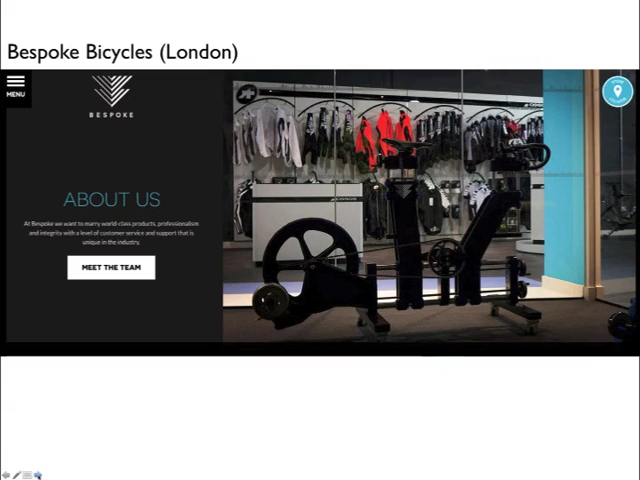 Bespoke Bicycles (London)
MENU
BESPOKE
ABOUT US
At Bespoke we want to marry world-class products, professionalism
and integrity with a level of customer service and support that is
unique in the industry.
MEET THE TEAM